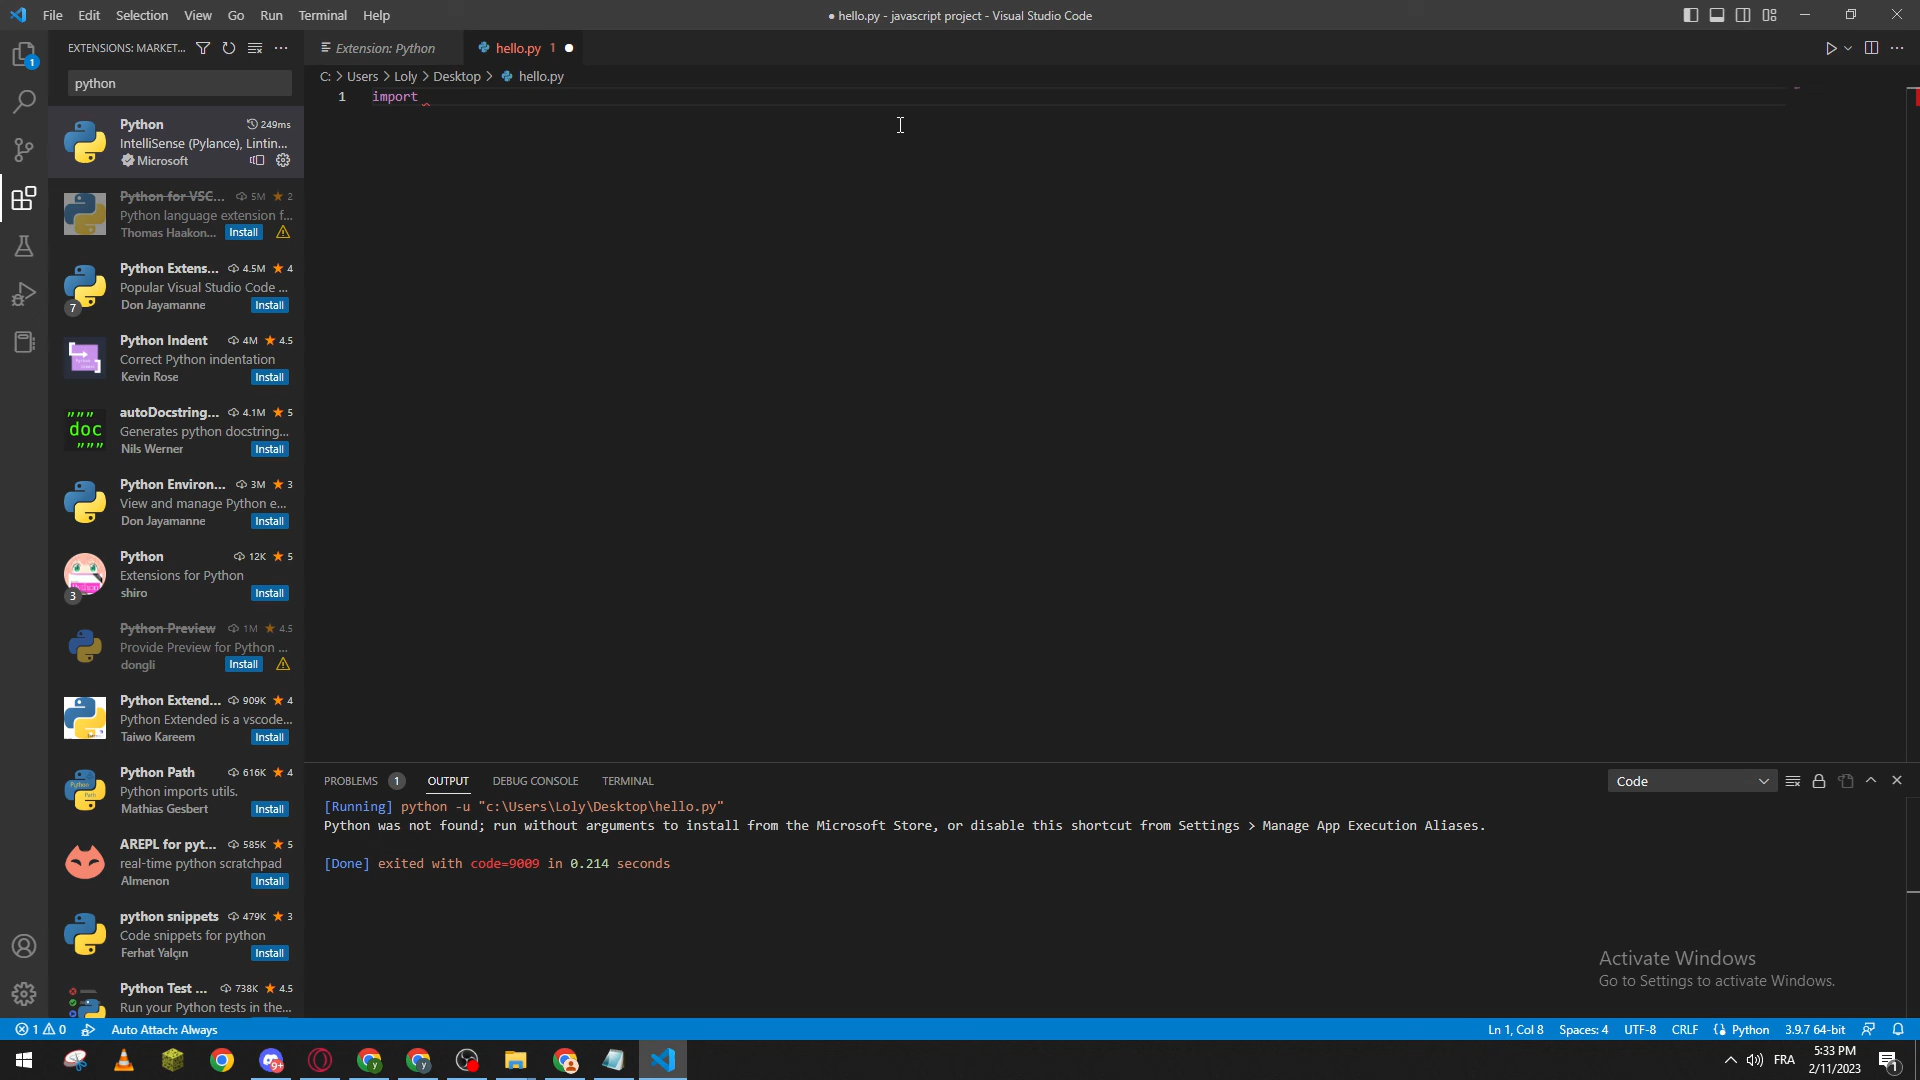 File Edit Selection View Go Run Terminal Help
● hello.py - javascript project - Visual Studio Code
EXTENSIONS: MARKET...
Extension: Python
hello.py 1
1
python
C: > Users > Loly > Desktop > hello.py
1 import
Python 249ms
IntelliSense (Pylance), Lintin...
Microsoft
Python for VSC... 5M 2
Python language extension f...
Thomas Haakon... Install
Python Extens... 4.5M 4
Popular Visual Studio Code ...
7 Don Jayamanne Install
Python Indent 4M 4.5
Correct Python indentation
Kevin Rose Install
""" doc """
autoDocstring... 4.1M 5
Generates python docstring...
Nils Werner Install
Python Environ... 3M 3
View and manage Python e...
Don Jayamanne Install
Python 12K 5
Extensions for Python
3 shiro Install
Python Preview 1M 4.5
Provide Preview for Python ...
dongli Install
Python Extend... 909K 4
Python Extended is a vscode...
Taiwo Kareem Install
Python Path 616K 4
Python imports utils.
Mathias Gesbert Install
AREPL for pyt... 585K 5
real-time python scratchpad
Almenon Install
python snippets 479K 3
Code snippets for python
Ferhat Yalçın Install
Python Test ... 738K 4.5
Run your Python tests in the...
PROBLEMS 1 OUTPUT DEBUG CONSOLE TERMINAL
Code
[Running] python -u "c:\Users\Loly\Desktop\hello.py"
Python was not found; run without arguments to install from the Microsoft Store, or disable this shortcut from Settings > Manage App Execution Aliases.
[Done] exited with code=9009 in 0.214 seconds
Activate Windows
Go to Settings to activate Windows.
1 0 Auto Attach: Always
Ln 1, Col 8 Spaces: 4 UTF-8 CRLF Python 3.9.7 64-bit
9+
FRA
5:33 PM
2/11/2023
1